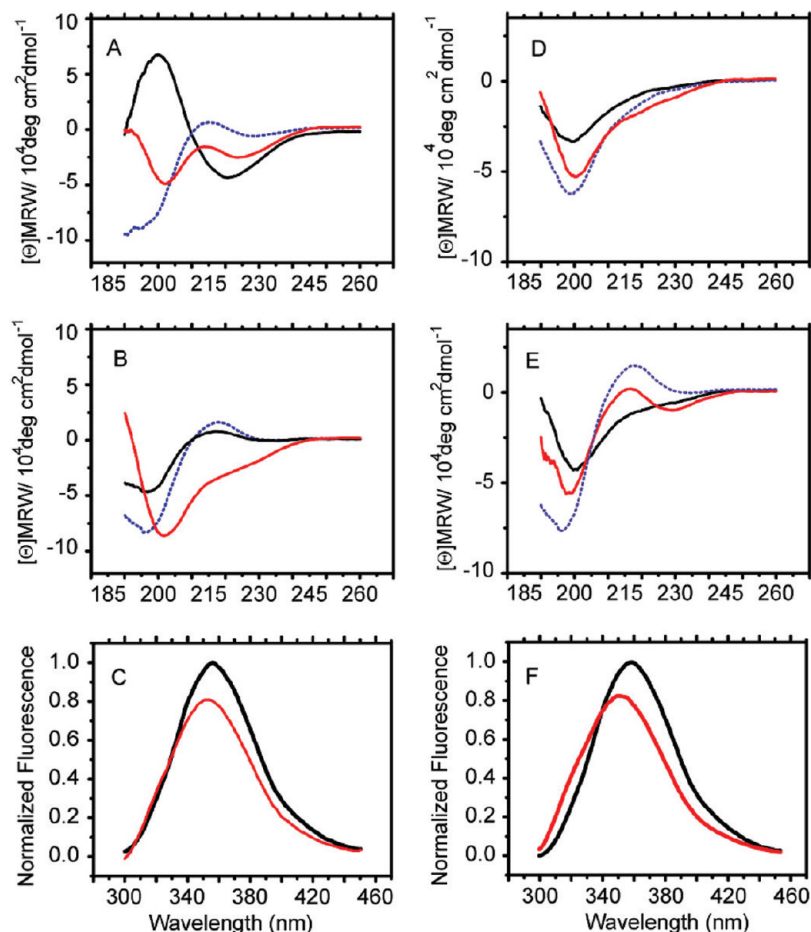 A
[Θ]MRW/ 10⁴deg cm²dmol⁻¹
10
5
0
-5
-10
185 200 215 230 245 260
D
[Θ]MRW/ 10⁴ deg cm² dmol⁻¹
0
-5
-10
185 200 215 230 245 260
B
[Θ]MRW/ 10⁴deg cm²dmol⁻¹
10
5
0
-5
-10
185 200 215 230 245 260
E
[Θ]MRW/ 10⁴deg cm²dmol⁻¹
0
-5
-10
185 200 215 230 245 260
C
Normalized Fluorescence
1.0
0.8
0.6
0.4
0.2
0.0
300 340 380 420 460
Wavelength (nm)
F
Normalized Fluorescence
1.0
0.8
0.6
0.4
0.2
0.0
300 340 380 420 460
Wavelength (nm)